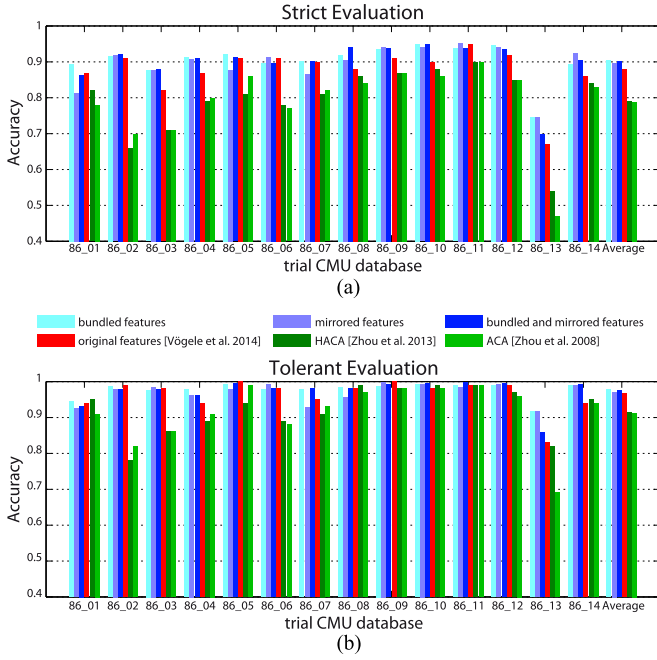 Strict Evaluation
1
0.9
0.8
0.7
0.6
0.5
0.4
Accuracy
86_01 86_02 86_03 86_04 86_05 86_06 86_07 86_08 86_09 86_10 86_11 86_12 86_13 86_14 Average
trial CMU database
(a)
bundled features mirrored features bundled and mirrored features
original features [Vögele et al. 2014] HACA [Zhou et al. 2013] ACA [Zhou et al. 2008]
Tolerant Evaluation
1
0.9
0.8
0.7
0.6
0.5
0.4
Accuracy
86_01 86_02 86_03 86_04 86_05 86_06 86_07 86_08 86_09 86_10 86_11 86_12 86_13 86_14 Average
trial CMU database
(b)